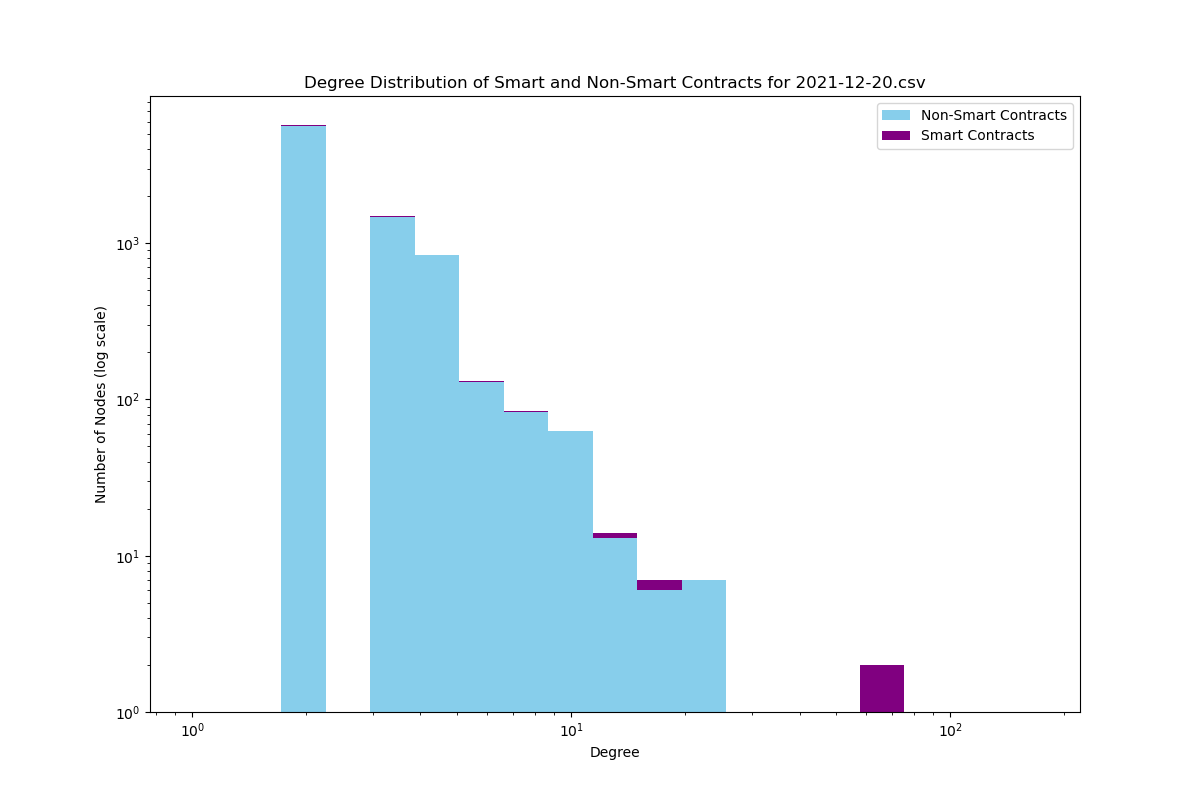 Degree Distribution of Smart and Non-Smart Contracts for 2021-12-20.csv
Non-Smart Contracts
Smart Contracts
Number of Nodes (log scale)
10³
10²
10¹
10⁰
10⁰ 10¹ 10²
Degree